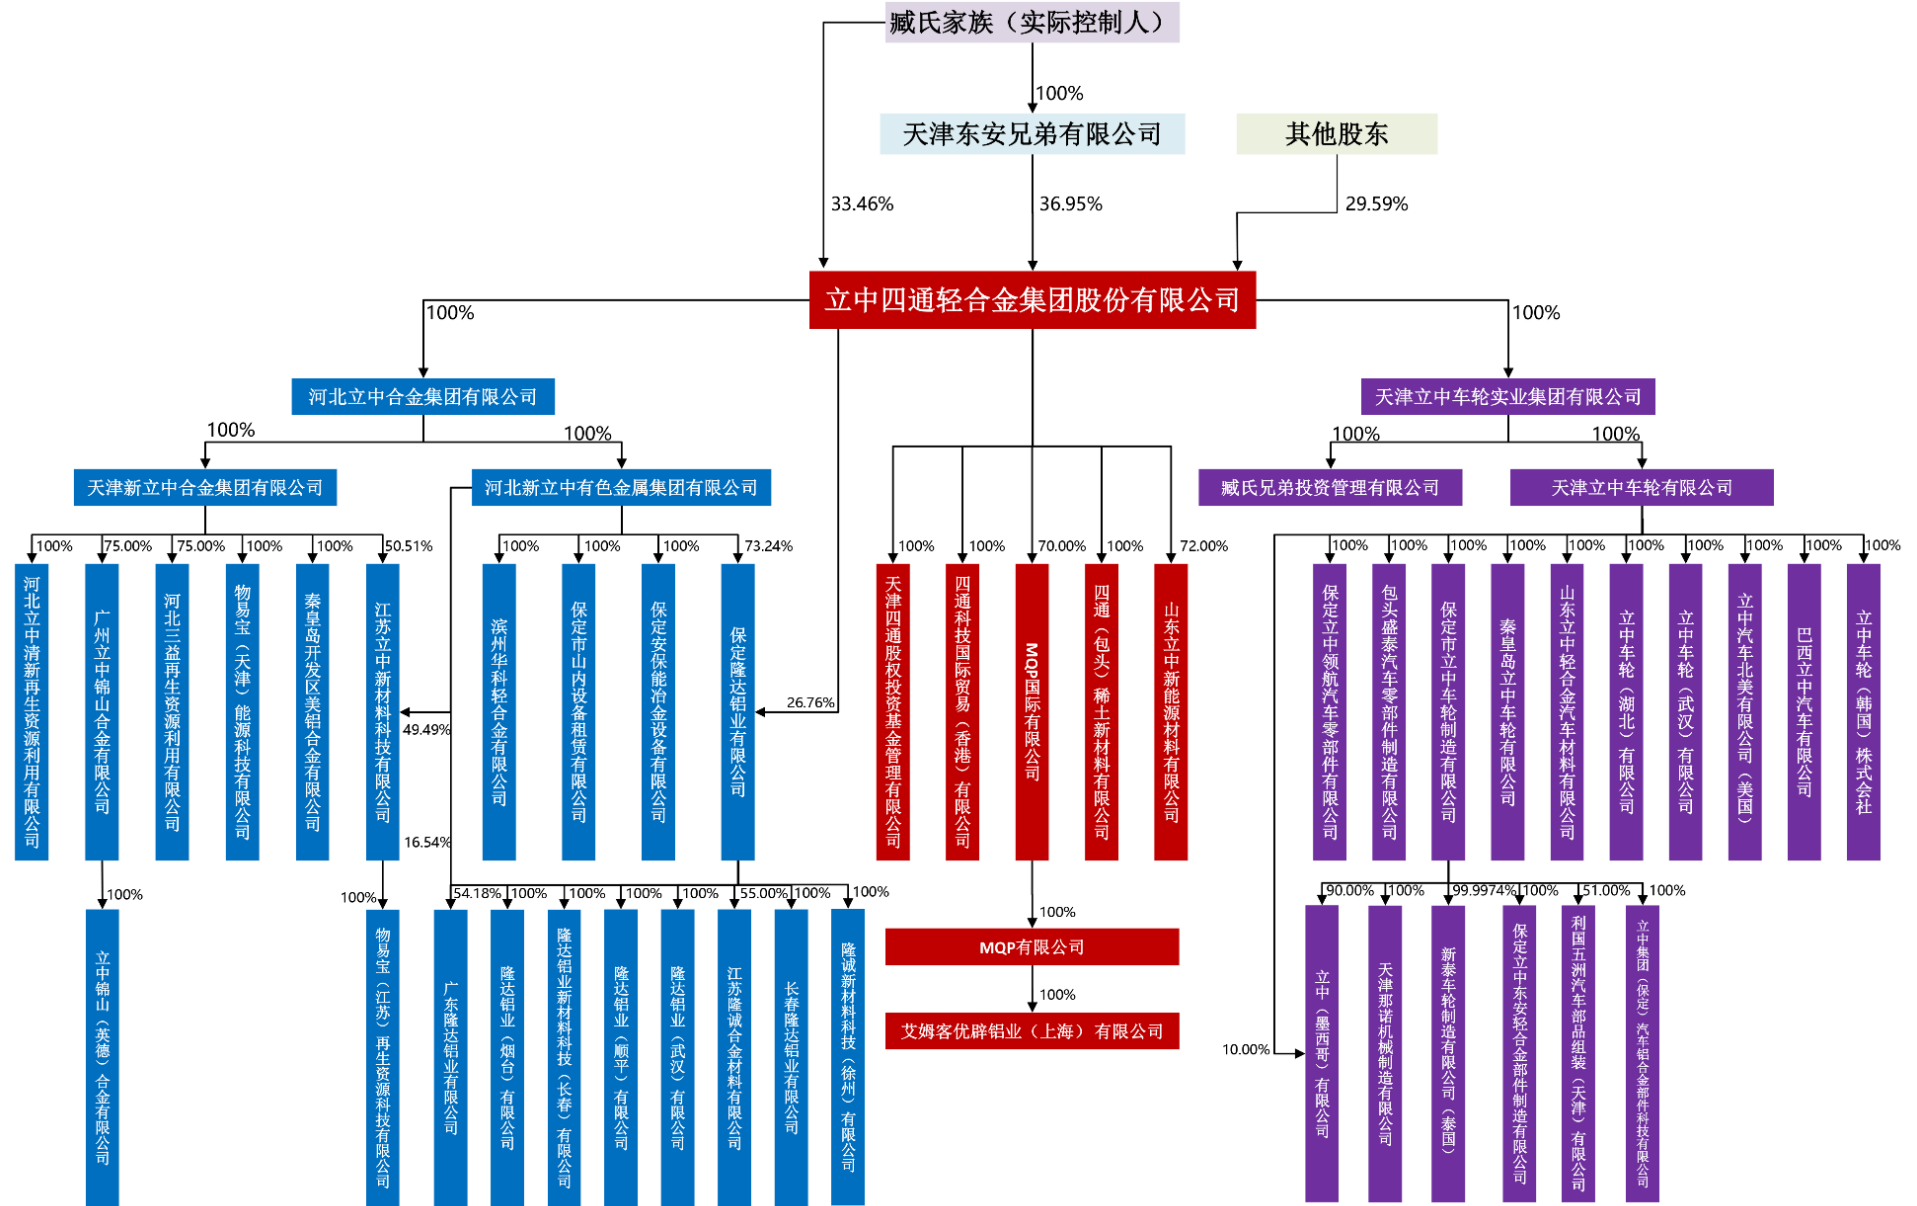 臧氏家族（实际控制人）
100%
天津东安兄弟有限公司
其他股东
33.46%
36.95%
29.59%
立中四通轻合金集团股份有限公司
100%
100%
河北立中合金集团有限公司
天津立中车轮实业集团有限公司
100%
100%
100%
100%
天津新立中合金集团有限公司
河北新立中有色金属集团有限公司
臧氏兄弟投资管理有限公司
天津立中车轮有限公司
100%
75.00%
75.00%
100%
100%
50.51%
100%
100%
100%
73.24%
100%
100%
70.00%
100%
72.00%
100%
100%
100%
100%
100%
100%
100%
100%
100%
100%
河北立中清新再生资源利用有限公司
广州立中锦山合金有限公司
河北三益再生资源利用有限公司
物易宝（天津）能源科技有限公司
秦皇岛开发区美铝合金有限公司
江苏立中新材料科技有限公司
滨州华科轻合金有限公司
保定市山内设备租赁有限公司
保定安保能冶金设备有限公司
保定隆达铝业有限公司
天津四通股权投资基金管理有限公司
四通科技国际贸易（香港）有限公司
MQP国际有限公司
四通（包头）稀土新材料有限公司
山东立中新能源材料有限公司
保定立中领航汽车零部件有限公司
包头盛泰汽车零部件制造有限公司
保定市立中车轮制造有限公司
秦皇岛立中车轮有限公司
山东立中轻合金汽车材料有限公司
立中车轮（湖北）有限公司
立中车轮（武汉）有限公司
立中汽车北美有限公司（美国）
巴西立中汽车有限公司
立中车轮（韩国）株式会社
49.49%
26.76%
16.54%
100%
100%
54.18%
100%
100%
100%
100%
55.00%
100%
100%
100%
90.00%
100%
99.9974%
100%
51.00%
100%
立中锦山（英德）合金有限公司
物易宝（江苏）再生资源科技有限公司
广东隆达铝业有限公司
隆达铝业（烟台）有限公司
隆达铝业新材料科技（长春）有限公司
隆达铝业（顺平）有限公司
隆达铝业（武汉）有限公司
江苏隆诚合金材料有限公司
长春隆达铝业有限公司
隆诚新材料科技（徐州）有限公司
MQP有限公司
100%
艾姆客优辟铝业（上海）有限公司
10.00%
立中（墨西哥）有限公司
天津那诺机械制造有限公司
新泰车轮制造有限公司（泰国）
保定立中东安轻合金部件制造有限公司
利国五洲汽车部品组装（天津）有限公司
立中集团（保定）汽车铝合金部件科技有限公司